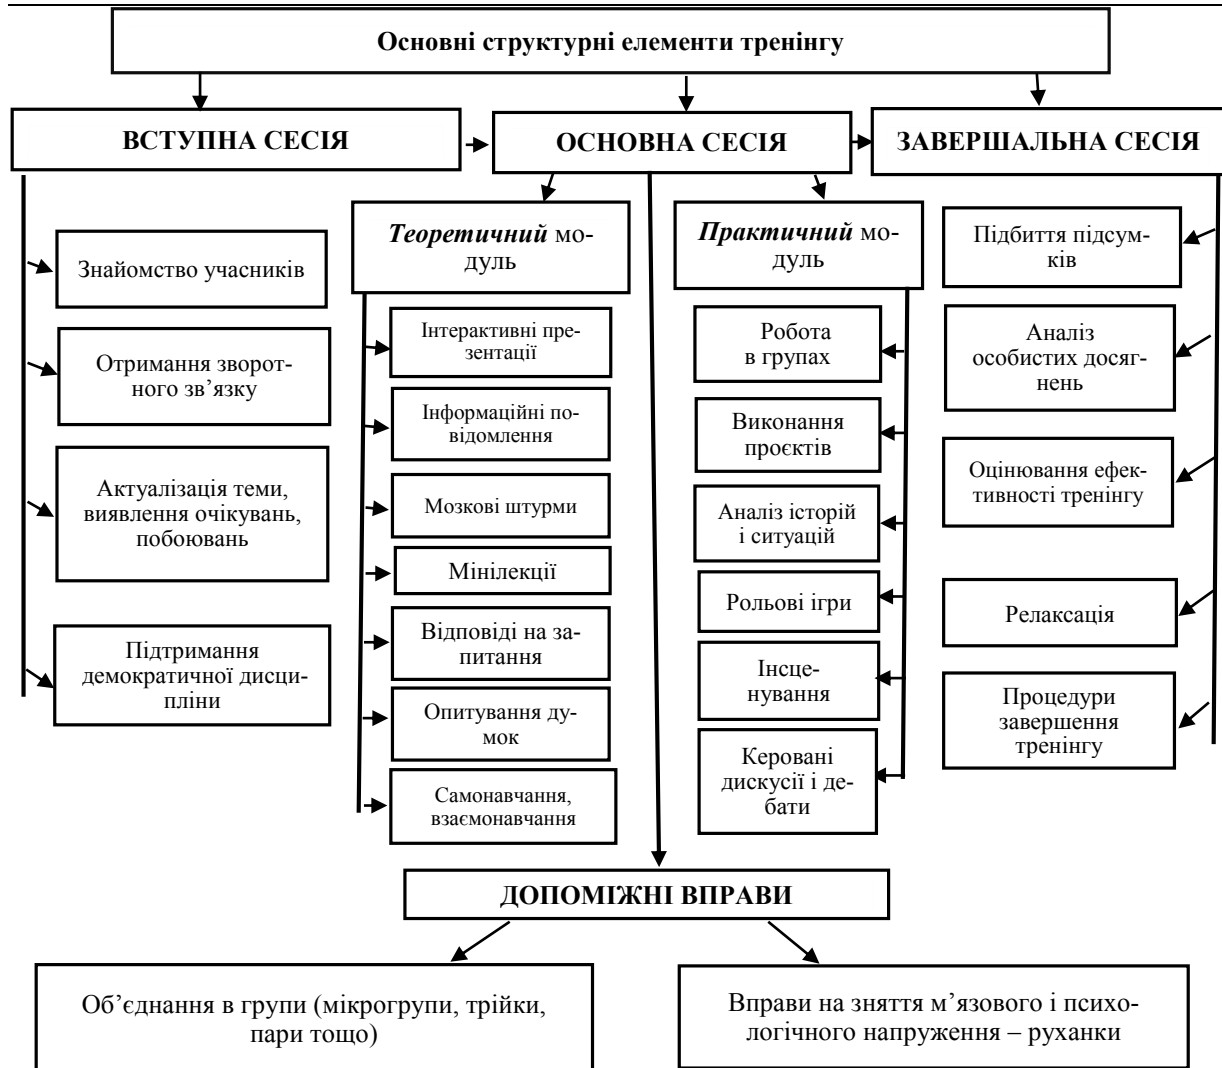 Основні структурні елементи тренінгу
ВСТУПНА СЕСІЯ
ОСНОВНА СЕСІЯ
ЗАВЕРШАЛЬНА СЕСІЯ
Знайомство учасників
Отримання зворот-
ного зв’язку
Актуалізація теми,
виявлення очікувань,
побоювань
Підтримання
демократичної дисци-
пліни
Теоретичний мо-
дуль
Інтерактивні пре-
зентації
Інформаційні по-
відомлення
Мозкові штурми
Мінілекції
Відповіді на за-
питання
Опитування ду-
мок
Самонавчання,
взаємонавчання
Практичний мо-
дуль
Робота
в групах
Виконання
проєктів
Аналіз історій
і ситуацій
Рольові ігри
Інсце-
нування
Керовані
дискусії і де-
бати
Підбиття підсум-
ків
Аналіз
особистих досяг-
нень
Оцінювання ефек-
тивності тренінгу
Релаксація
Процедури
завершення
тренінгу
ДОПОМІЖНІ ВПРАВИ
Об’єднання в групи (мікрогрупи, трійки,
пари тощо)
Вправи на зняття м’язового і психо-
логічного напруження – руханки